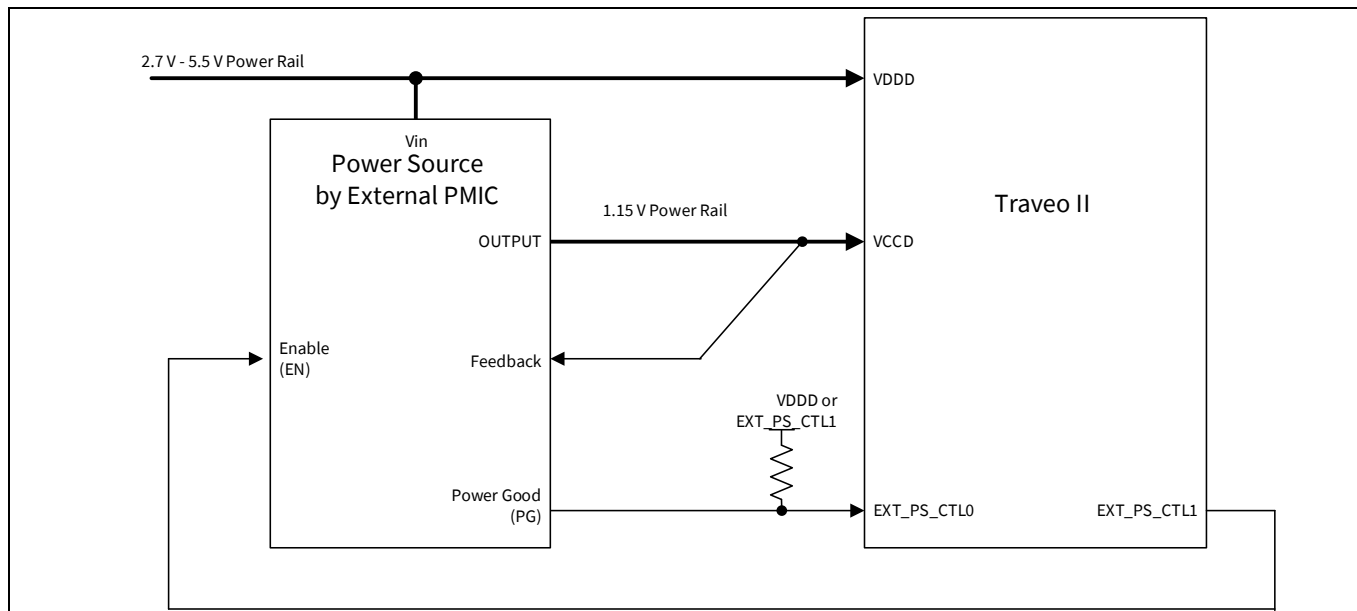 2.7 V - 5.5 V Power Rail
VDDD
Vin
Power Source
by External PMIC
Traveo II
1.15 V Power Rail
OUTPUT
VCCD
Enable
(EN)
Feedback
VDDD or
EXT_PS_CTL1
Power Good
(PG)
EXT_PS_CTL0
EXT_PS_CTL1